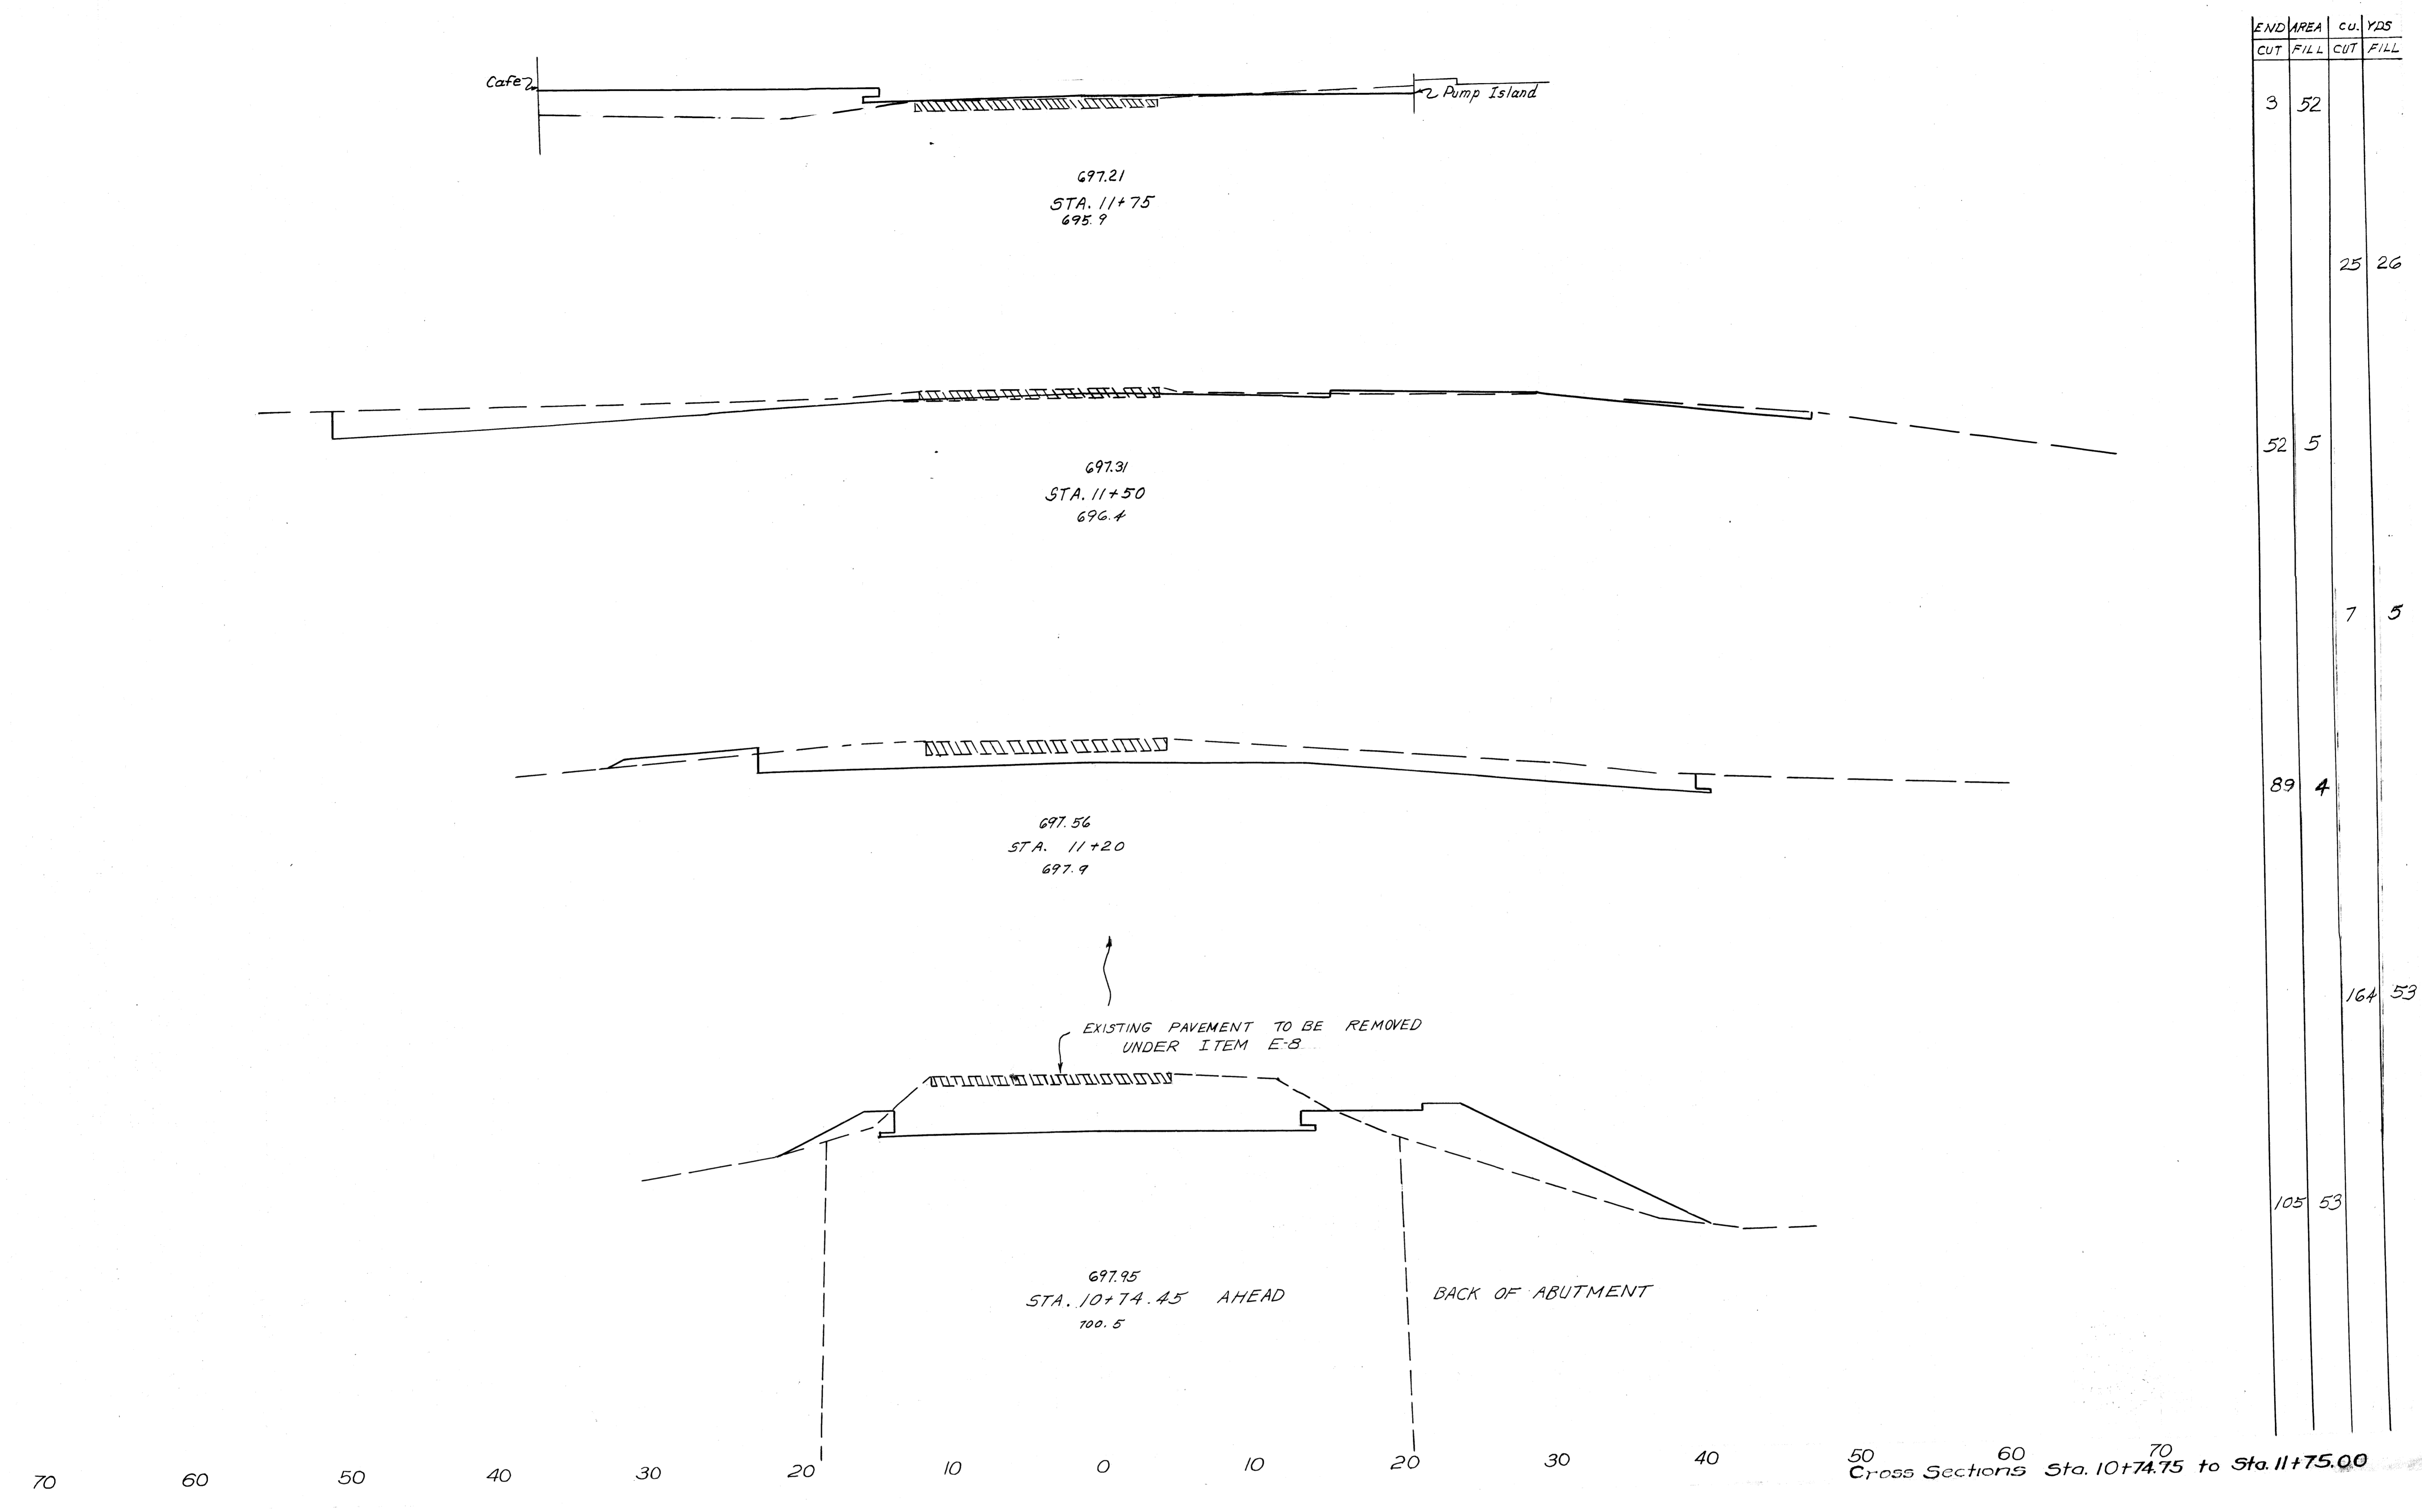 END AREA CU. YDS
CUT FILL CUT FILL
Cafe
Pump Island
3 52
697.21
STA. 11+75
695.9
25 26
52 5
697.31
STA. 11+50
696.4
7 5
89 4
697.56
STA. 11+20
697.9
164 53
EXISTING PAVEMENT TO BE REMOVED
UNDER ITEM E-8
105 53
697.95
STA. 10+74.45 AHEAD BACK OF ABUTMENT
700.5
70 60 50 40 30 20 10 0 10 20 30 40 50 60 70
Cross Sections Sta. 10+74.75 to Sta. 11+75.00